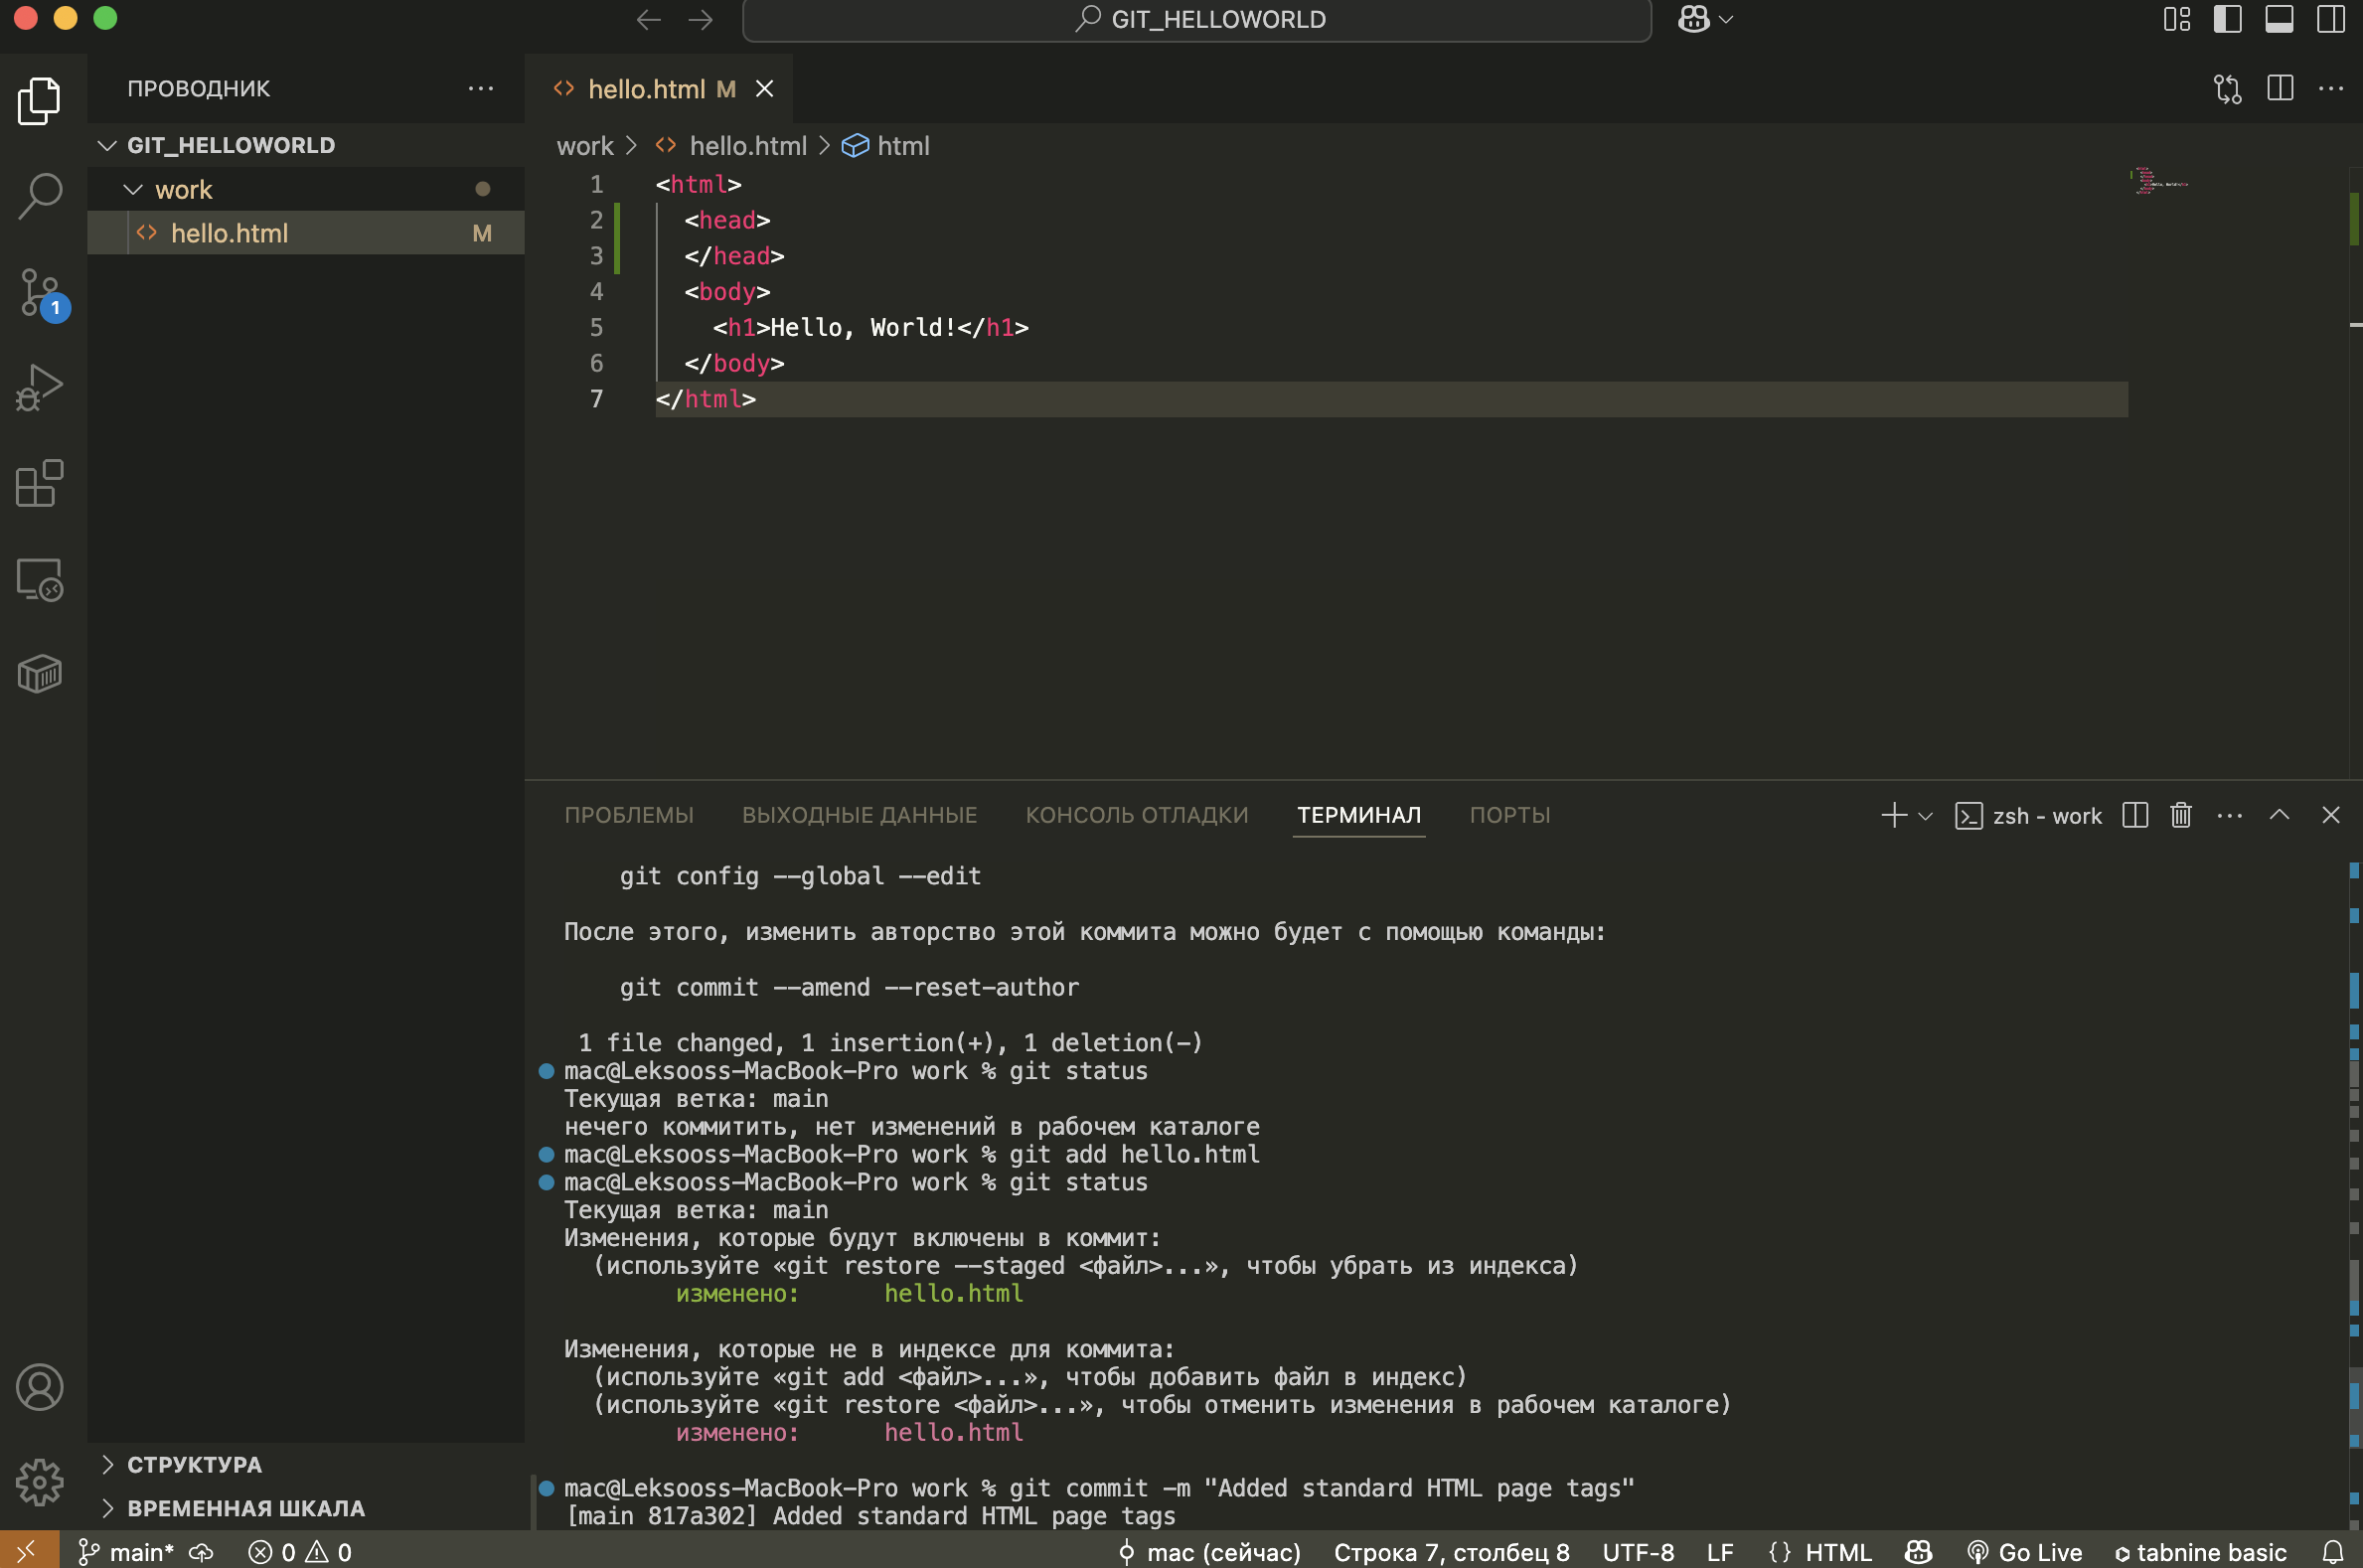 GIT_HELLOWORLD
ПРОВОДНИК
GIT_HELLOWORLD
work
hello.html M
1
hello.html M
work > hello.html > html
1 <html>
2 <head>
3 </head>
4 <body>
5 <h1>Hello, World!</h1>
6 </body>
7 </html>
ПРОБЛЕМЫ ВЫХОДНЫЕ ДАННЫЕ КОНСОЛЬ ОТЛАДКИ ТЕРМИНАЛ ПОРТЫ
zsh - work
git config --global --edit
После этого, изменить авторство этой коммита можно будет с помощью команды:
git commit --amend --reset-author
1 file changed, 1 insertion(+), 1 deletion(-)
mac@Leksooss-MacBook-Pro work % git status
Текущая ветка: main
нечего коммитить, нет изменений в рабочем каталоге
mac@Leksooss-MacBook-Pro work % git add hello.html
mac@Leksooss-MacBook-Pro work % git status
Текущая ветка: main
Изменения, которые будут включены в коммит:
(используйте «git restore --staged <файл>...», чтобы убрать из индекса)
изменено: hello.html
Изменения, которые не в индексе для коммита:
(используйте «git add <файл>...», чтобы добавить файл в индекс)
(используйте «git restore <файл>...», чтобы отменить изменения в рабочем каталоге)
изменено: hello.html
mac@Leksooss-MacBook-Pro work % git commit -m "Added standard HTML page tags"
[main 817a302] Added standard HTML page tags
СТРУКТУРА
ВРЕМЕННАЯ ШКАЛА
main* 0 0 mac (сейчас) Строка 7, столбец 8 UTF-8 LF {} HTML Go Live tabnine basic